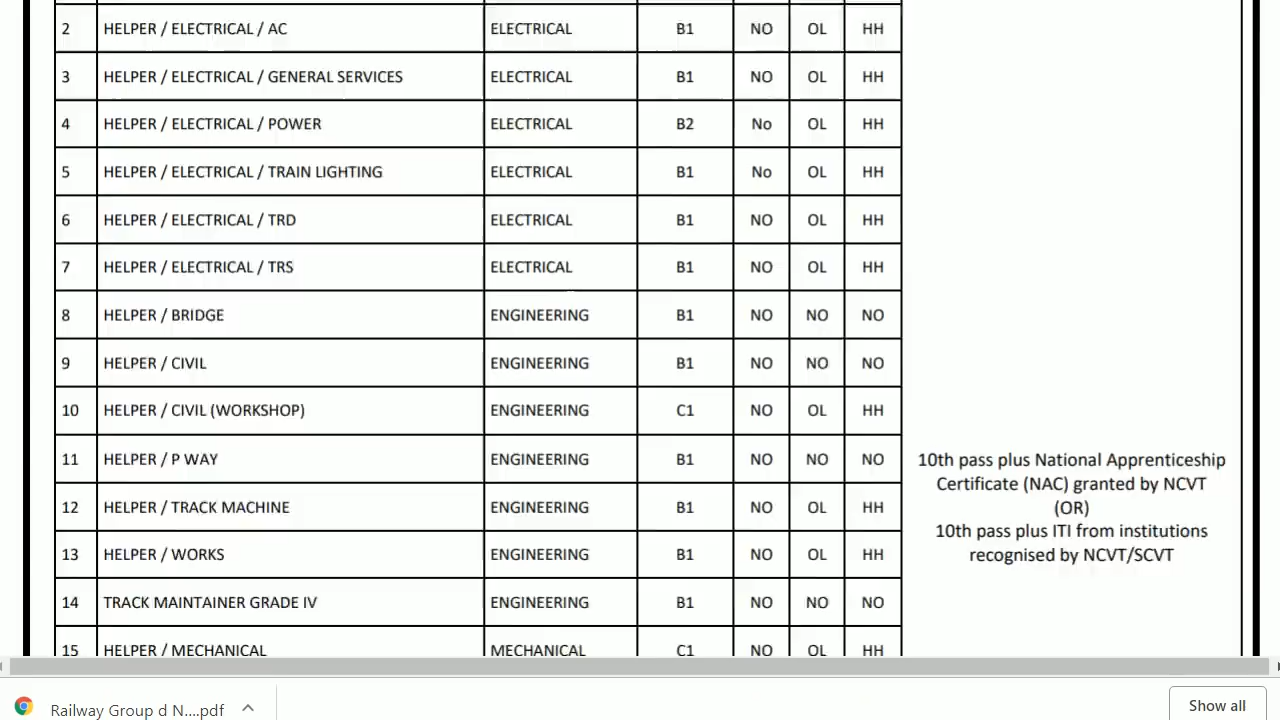 2 HELPER / ELECTRICAL / AC ELECTRICAL B1 NO OL HH
3 HELPER / ELECTRICAL / GENERAL SERVICES ELECTRICAL B1 NO OL HH
4 HELPER / ELECTRICAL / POWER ELECTRICAL B2 No OL HH
5 HELPER / ELECTRICAL / TRAIN LIGHTING ELECTRICAL B1 No OL HH
6 HELPER / ELECTRICAL / TRD ELECTRICAL B1 NO OL HH
7 HELPER / ELECTRICAL / TRS ELECTRICAL B1 NO OL HH
8 HELPER / BRIDGE ENGINEERING B1 NO NO NO
9 HELPER / CIVIL ENGINEERING B1 NO NO NO
10 HELPER / CIVIL (WORKSHOP) ENGINEERING C1 NO OL HH
11 HELPER / P WAY ENGINEERING B1 NO NO NO
12 HELPER / TRACK MACHINE ENGINEERING B1 NO OL HH
13 HELPER / WORKS ENGINEERING B1 NO OL HH
14 TRACK MAINTAINER GRADE IV ENGINEERING B1 NO NO NO
15 HELPER / MECHANICAL MECHANICAL C1 NO OL HH
10th pass plus National Apprenticeship
Certificate (NAC) granted by NCVT
(OR)
10th pass plus ITI from institutions
recognised by NCVT/SCVT
Railway Group d N....pdf
Show all